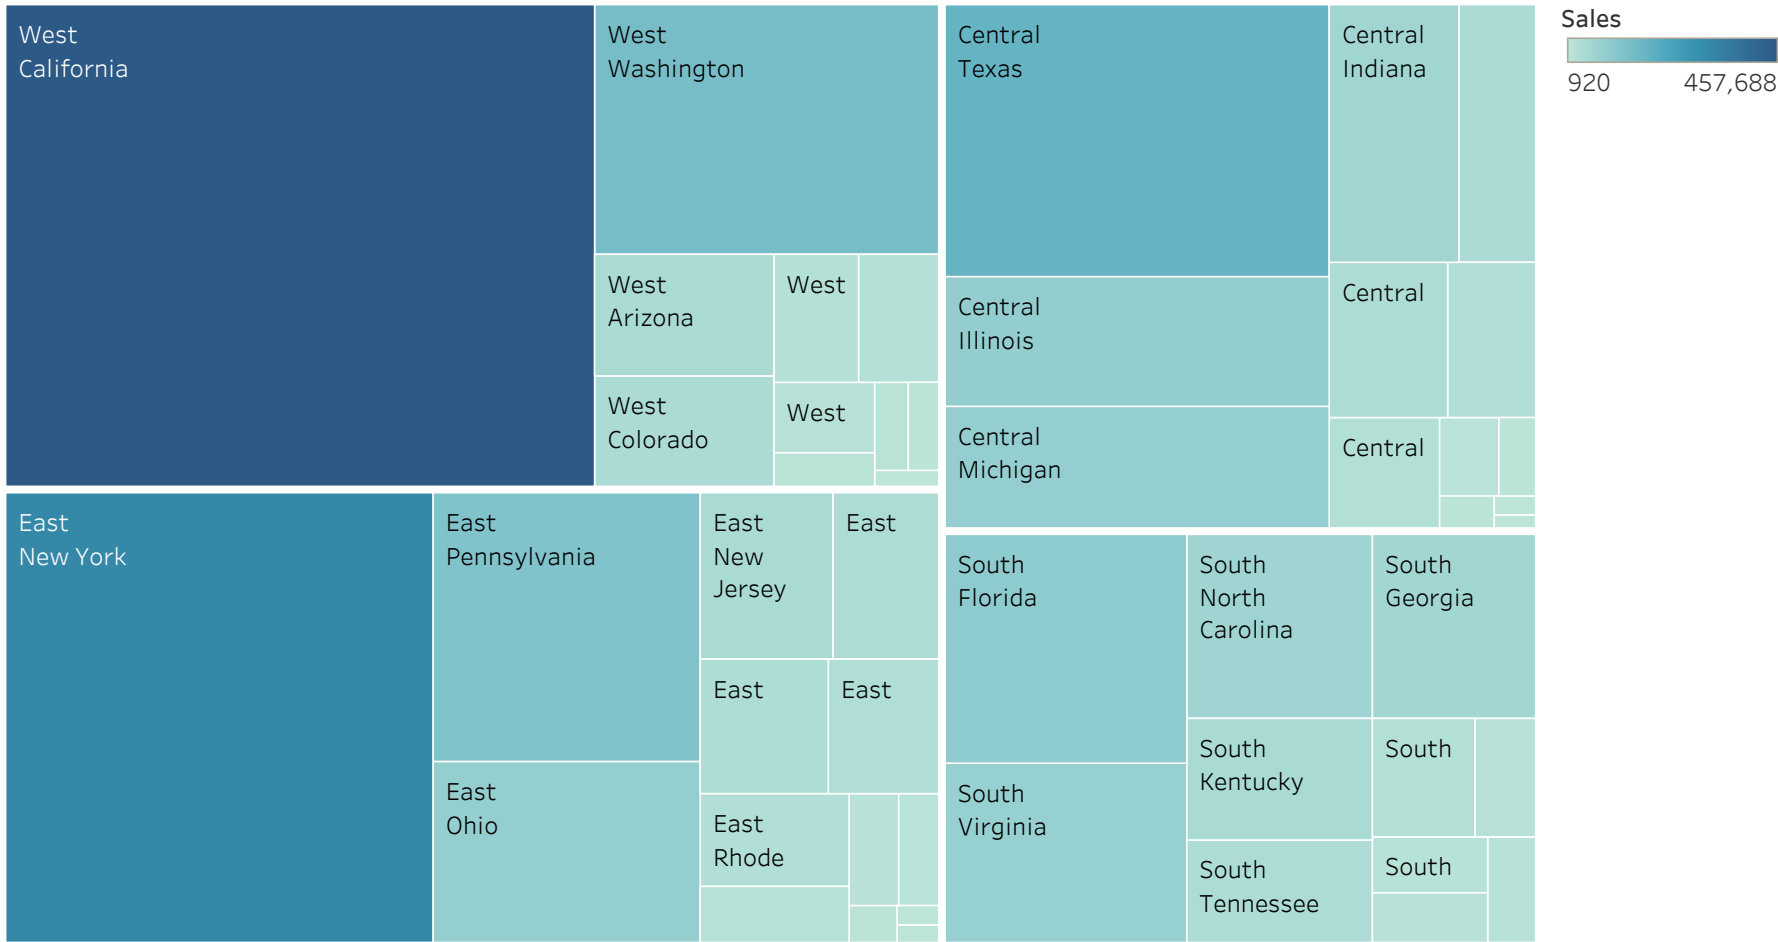 West
California
West
Washington
West
Arizona
West
West
Colorado
West
Central
Texas
Central
Indiana
Central
Illinois
Central
Central
Michigan
Central
East
New York
East
Pennsylvania
East
Ohio
East
New
Jersey
East
East
East
East
Rhode
South
Florida
South
Virginia
South
North
Carolina
South
Georgia
South
Kentucky
South
South
Tennessee
South
Sales
920 457,688